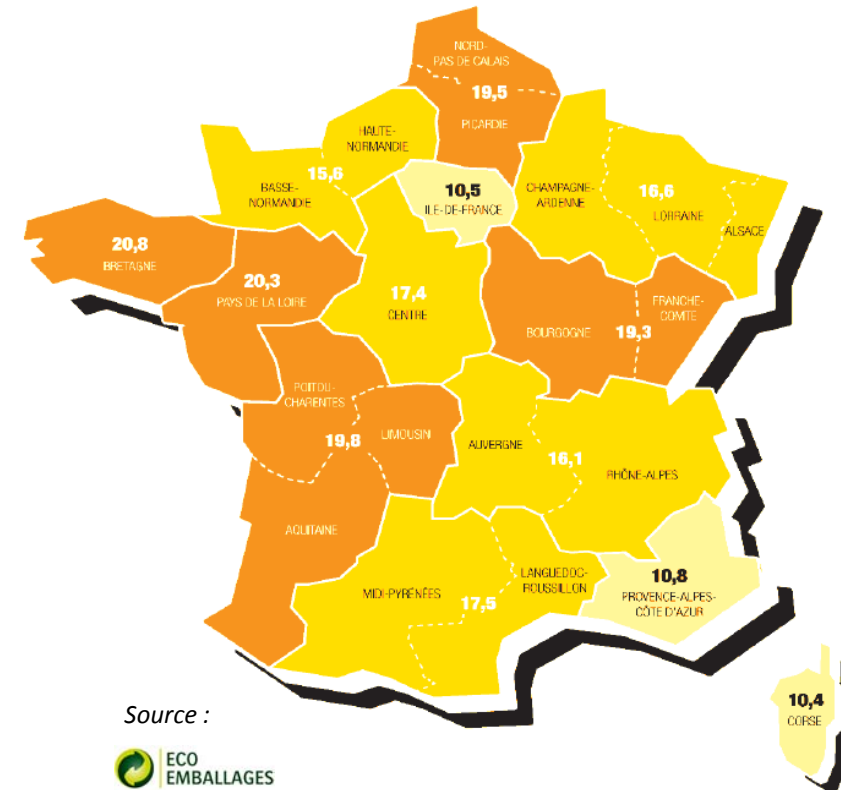 NORD-
PAS DE CALAIS
19,5
PICARDIE
HAUTE-
NORMANDIE
15,6
BASSE-
NORMANDIE
10,5
ILE-DE-FRANCE
CHAMPAGNE-
ARDENNE
16,6
LORRAINE
ALSACE
20,8
BRETAGNE
20,3
PAYS DE LA LOIRE
17,4
CENTRE
FRANCHE-
COMTE
BOURGOGNE
19,3
POITOU-
CHARENTES
19,8
LIMOUSIN
AUVERGNE
16,1
RHÔNE-ALPES
AQUITAINE
MIDI-PYRÉNÉES
17,5
LANGUEDOC-
ROUSSILLON
10,8
PROVENCE-ALPES-
CÔTE D'AZUR
10,4
CORSE
Source :
ECO
EMBALLAGES